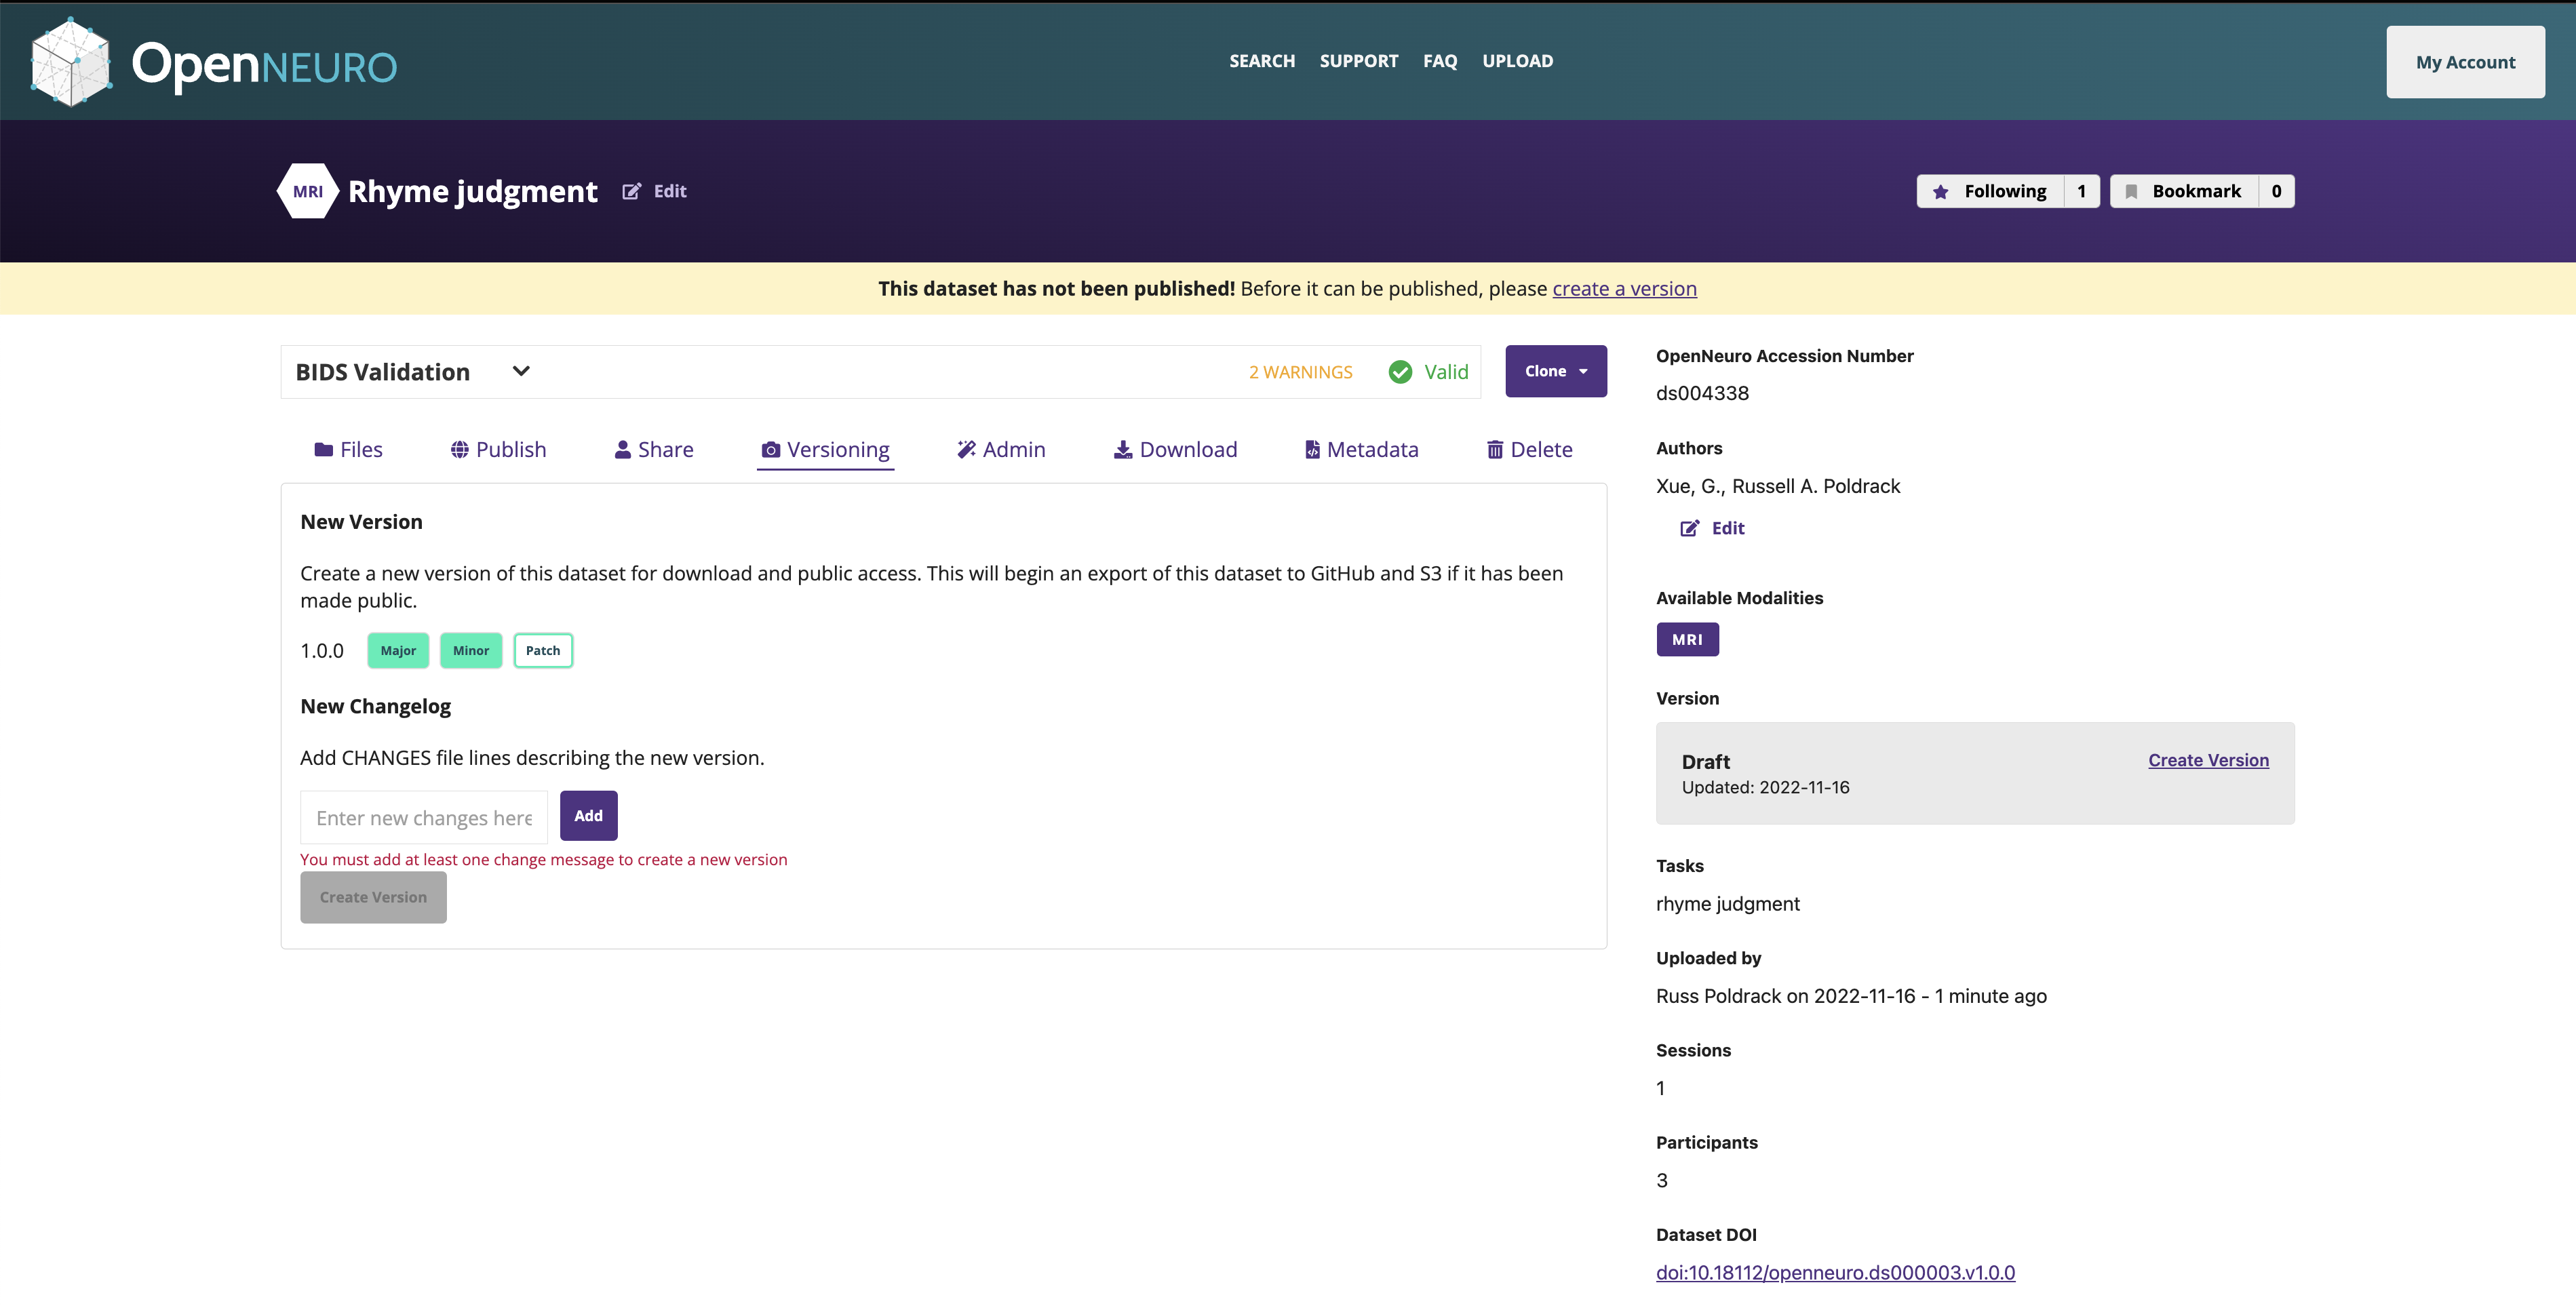 OpenNEURO
SEARCH SUPPORT FAQ UPLOAD
My Account
MRI Rhyme judgment Edit
Following 1 Bookmark 0
This dataset has not been published! Before it can be published, please create a version
BIDS Validation 2 WARNINGS Valid
Clone
Files Publish Share Versioning Admin Download Metadata Delete
New Version
Create a new version of this dataset for download and public access. This will begin an export of this dataset to GitHub and S3 if it has been
made public.
1.0.0 Major Minor Patch
New Changelog
Add CHANGES file lines describing the new version.
Enter new changes here Add
You must add at least one change message to create a new version
Create Version
OpenNeuro Accession Number
ds004338
Authors
Xue, G., Russell A. Poldrack
Edit
Available Modalities
MRI
Version
Draft Create Version
Updated: 2022-11-16
Tasks
rhyme judgment
Uploaded by
Russ Poldrack on 2022-11-16 - 1 minute ago
Sessions
1
Participants
3
Dataset DOI
doi:10.18112/openneuro.ds000003.v1.0.0